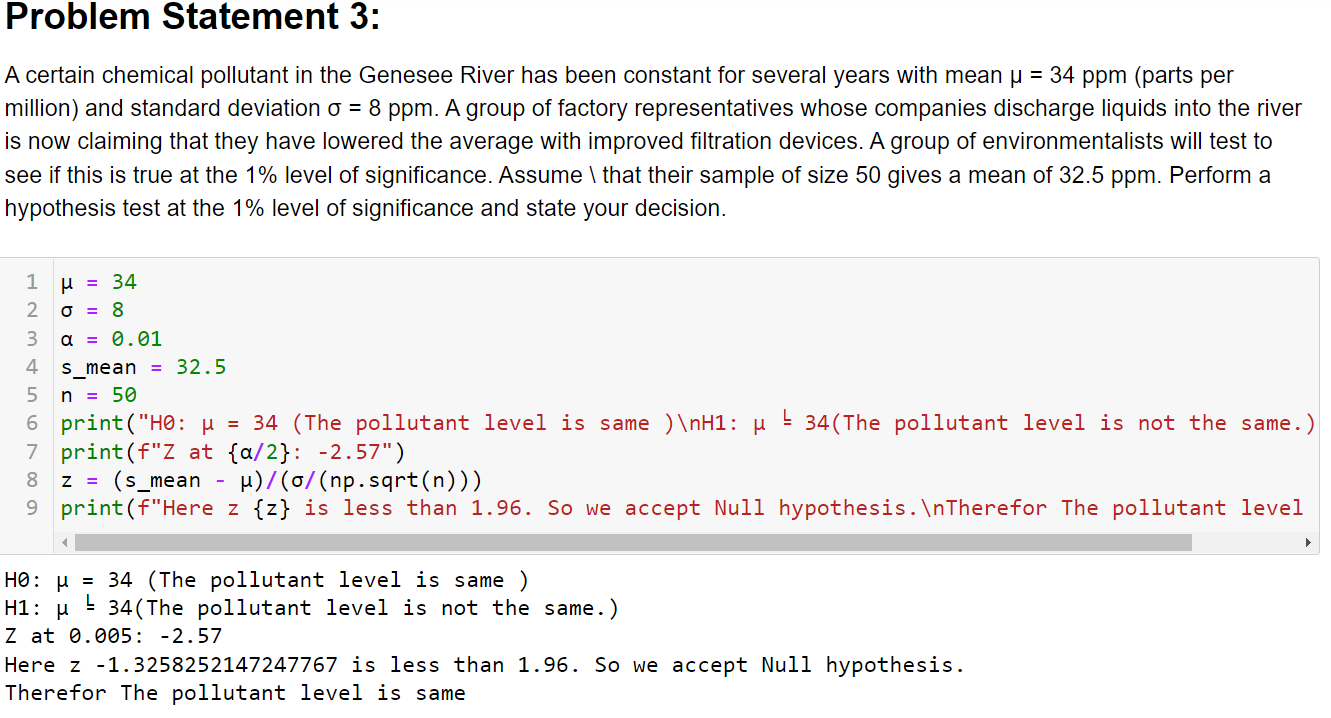 Problem Statement 3:
A certain chemical pollutant in the Genesee River has been constant for several years with mean μ = 34 ppm (parts per
million) and standard deviation σ = 8 ppm. A group of factory representatives whose companies discharge liquids into the river
is now claiming that they have lowered the average with improved filtration devices. A group of environmentalists will test to
see if this is true at the 1% level of significance. Assume \ that their sample of size 50 gives a mean of 32.5 ppm. Perform a
hypothesis test at the 1% level of significance and state your decision.
1 μ = 34
2 σ = 8
3 α = 0.01
4 s_mean = 32.5
5 n = 50
6 print("H0: μ = 34 (The pollutant level is same )\nH1: μ ╘ 34(The pollutant level is not the same.)
7 print(f"Z at {α/2}: -2.57")
8 z = (s_mean - μ)/(σ/(np.sqrt(n)))
9 print(f"Here z {z} is less than 1.96. So we accept Null hypothesis.\nTherefor The pollutant level
H0: μ = 34 (The pollutant level is same )
H1: μ ╘ 34(The pollutant level is not the same.)
Z at 0.005: -2.57
Here z -1.3258252147247767 is less than 1.96. So we accept Null hypothesis.
Therefor The pollutant level is same